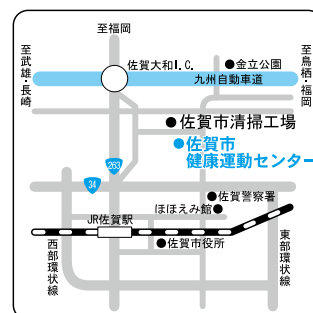 至福岡
至武雄・長崎
佐賀大和I.C.
金立公園
至鳥栖・福岡
九州自動車道
佐賀市清掃工場
佐賀市
健康運動センター
263
34
佐賀警察署
ほほえみ館
JR佐賀駅
佐賀市役所
西部環状線
東部環状線